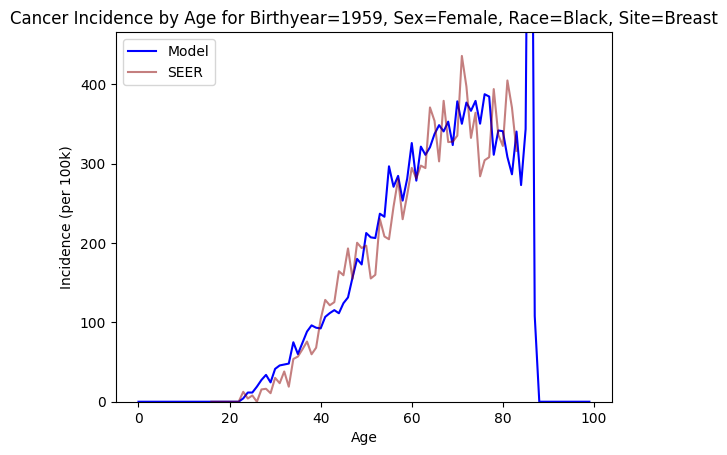 Cancer Incidence by Age for Birthyear=1959, Sex=Female, Race=Black, Site=Breast
Model
SEER
400
300
200
100
0
Incidence (per 100k)
0 20 40 60 80 100
Age